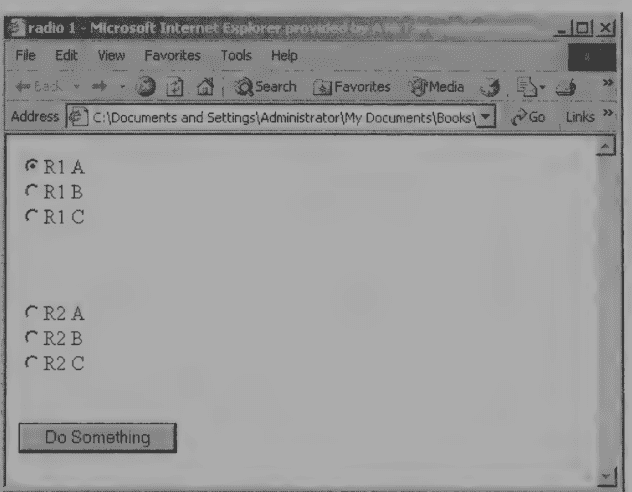 radio 1 - Microsoft Internet Explorer provided by
File Edit View Favorites Tools Help
Back Search Favorites Media
Address C:\Documents and Settings\Administrator\My Documents\Books\ Go Links »
R1 A
R1 B
R1 C
R2 A
R2 B
R2 C
Do Something